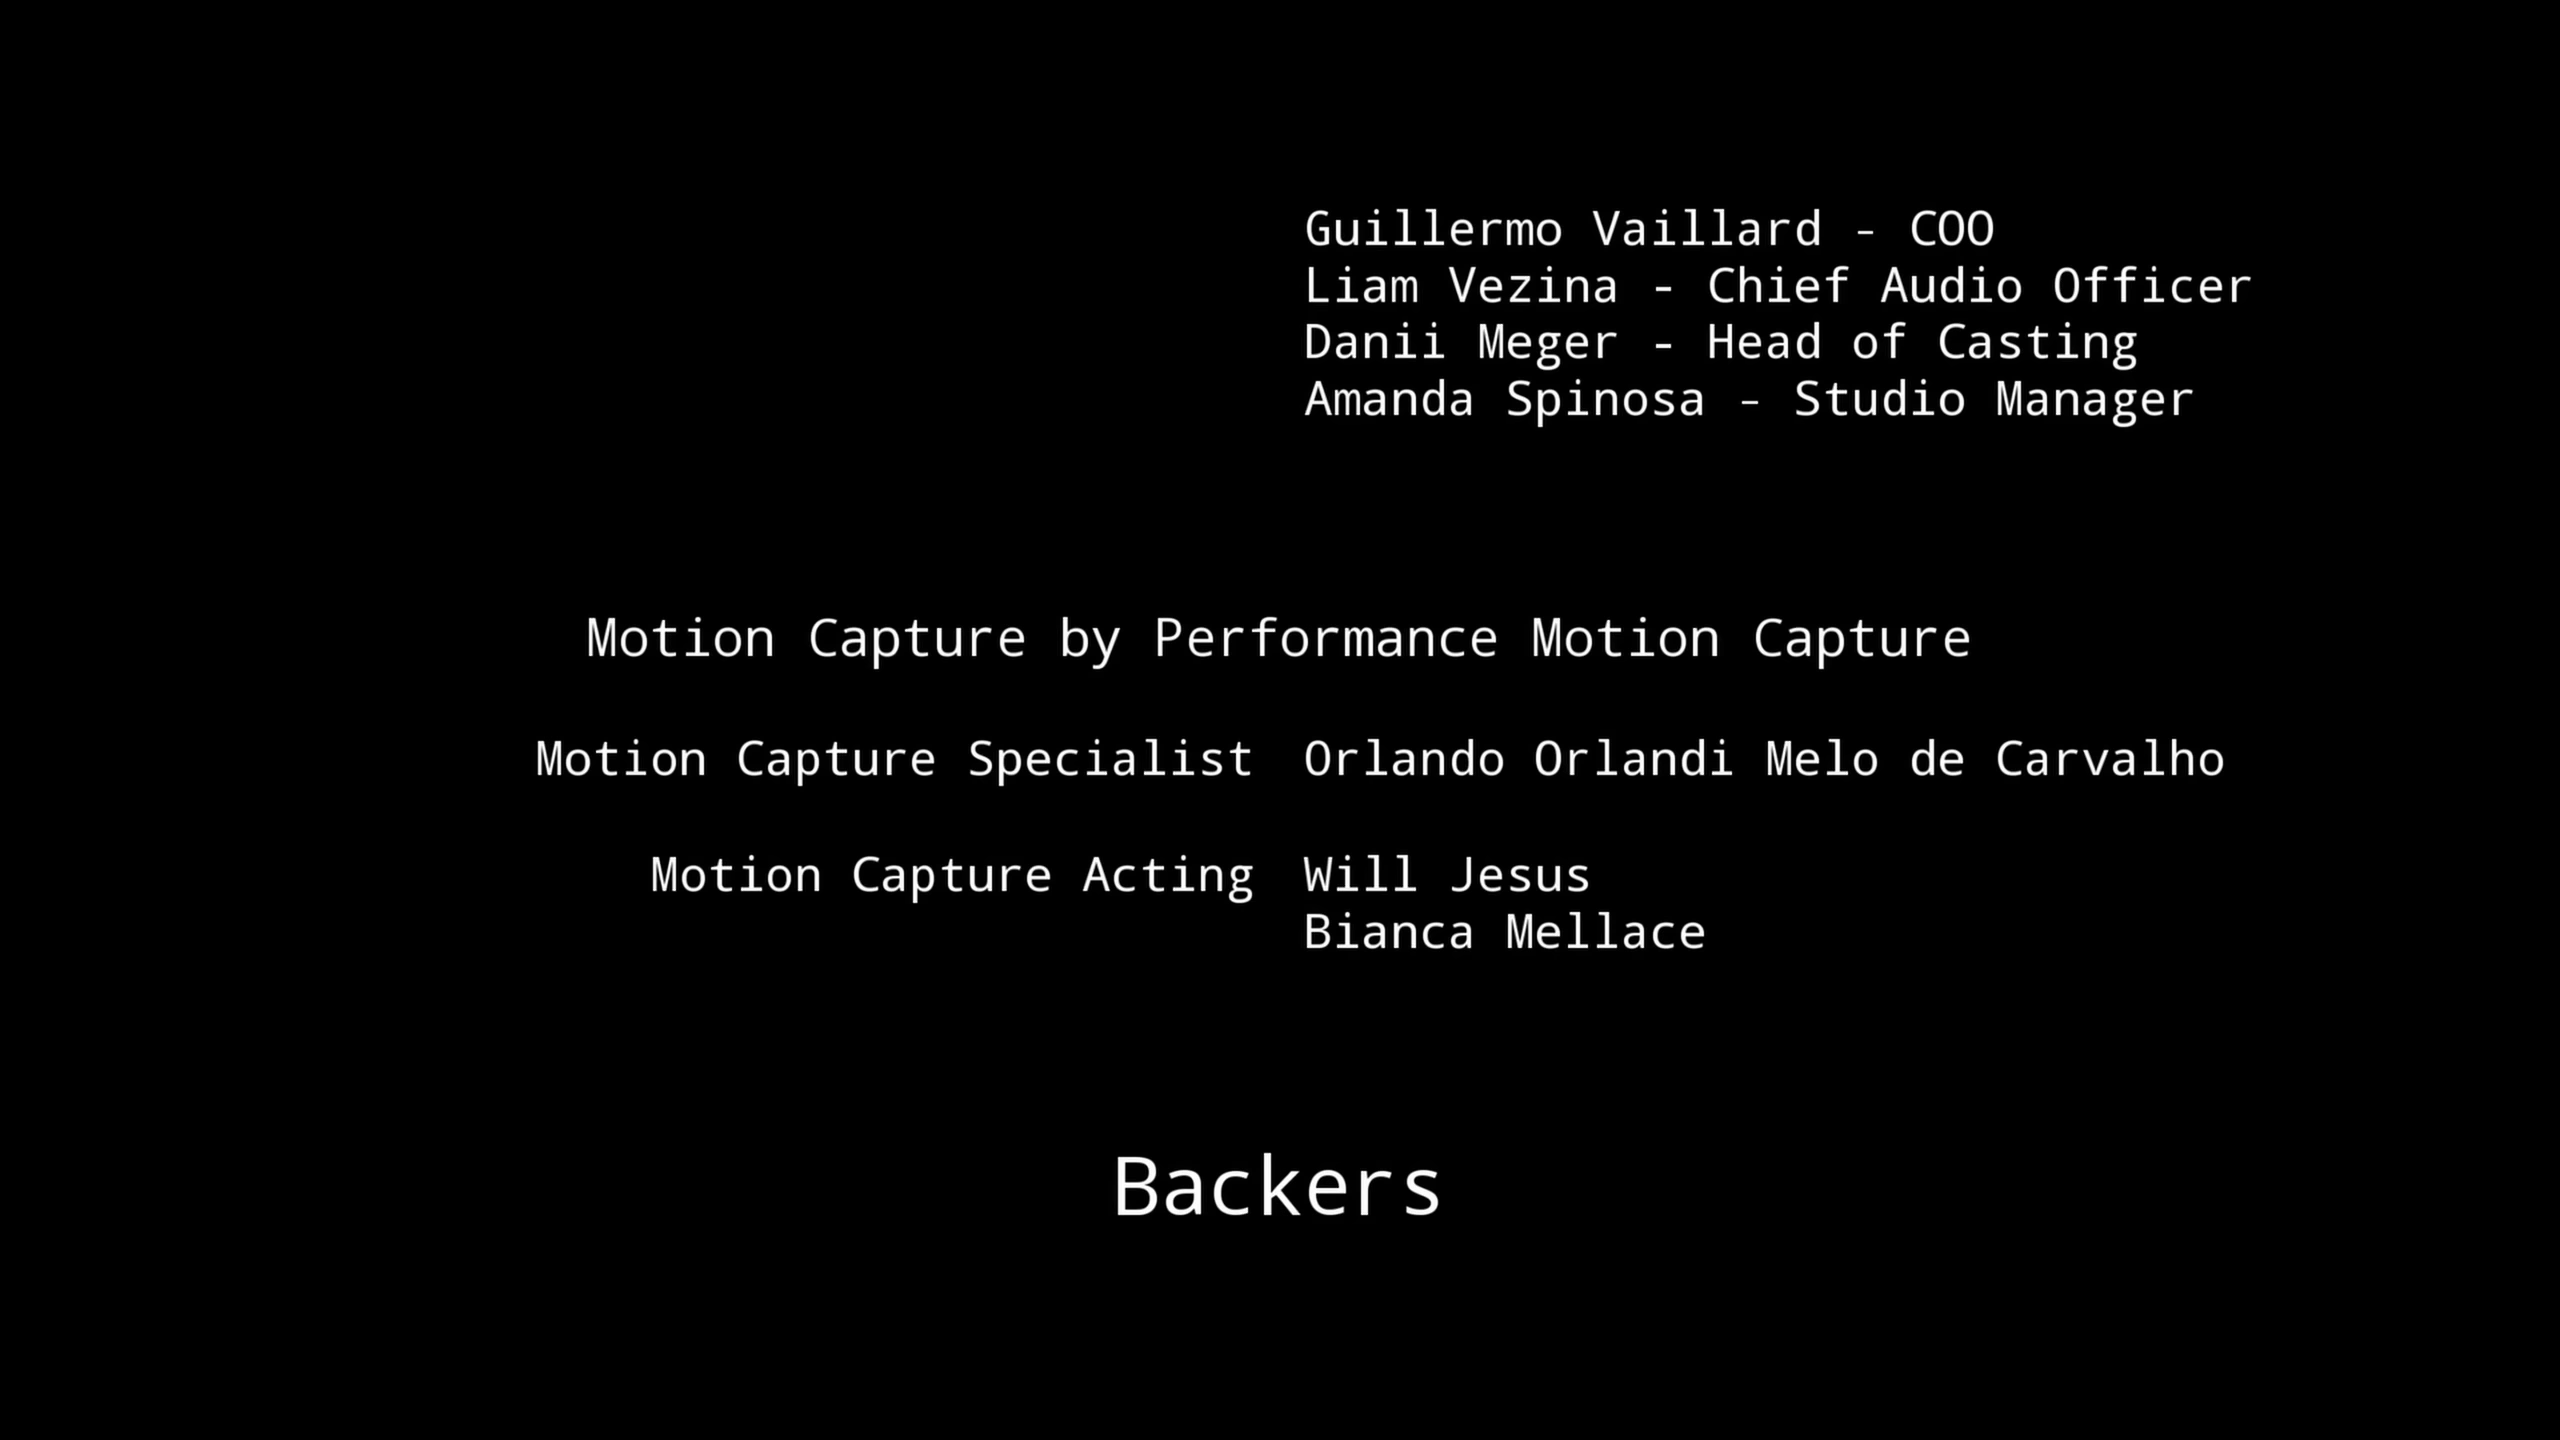 Guillermo Vaillard - COO
Liam Vezina - Chief Audio Officer
Danii Meger - Head of Casting
Amanda Spinosa - Studio Manager
Motion Capture by Performance Motion Capture
Motion Capture Specialist Orlando Orlandi Melo de Carvalho
Motion Capture Acting Will Jesus
Bianca Mellace
Backers